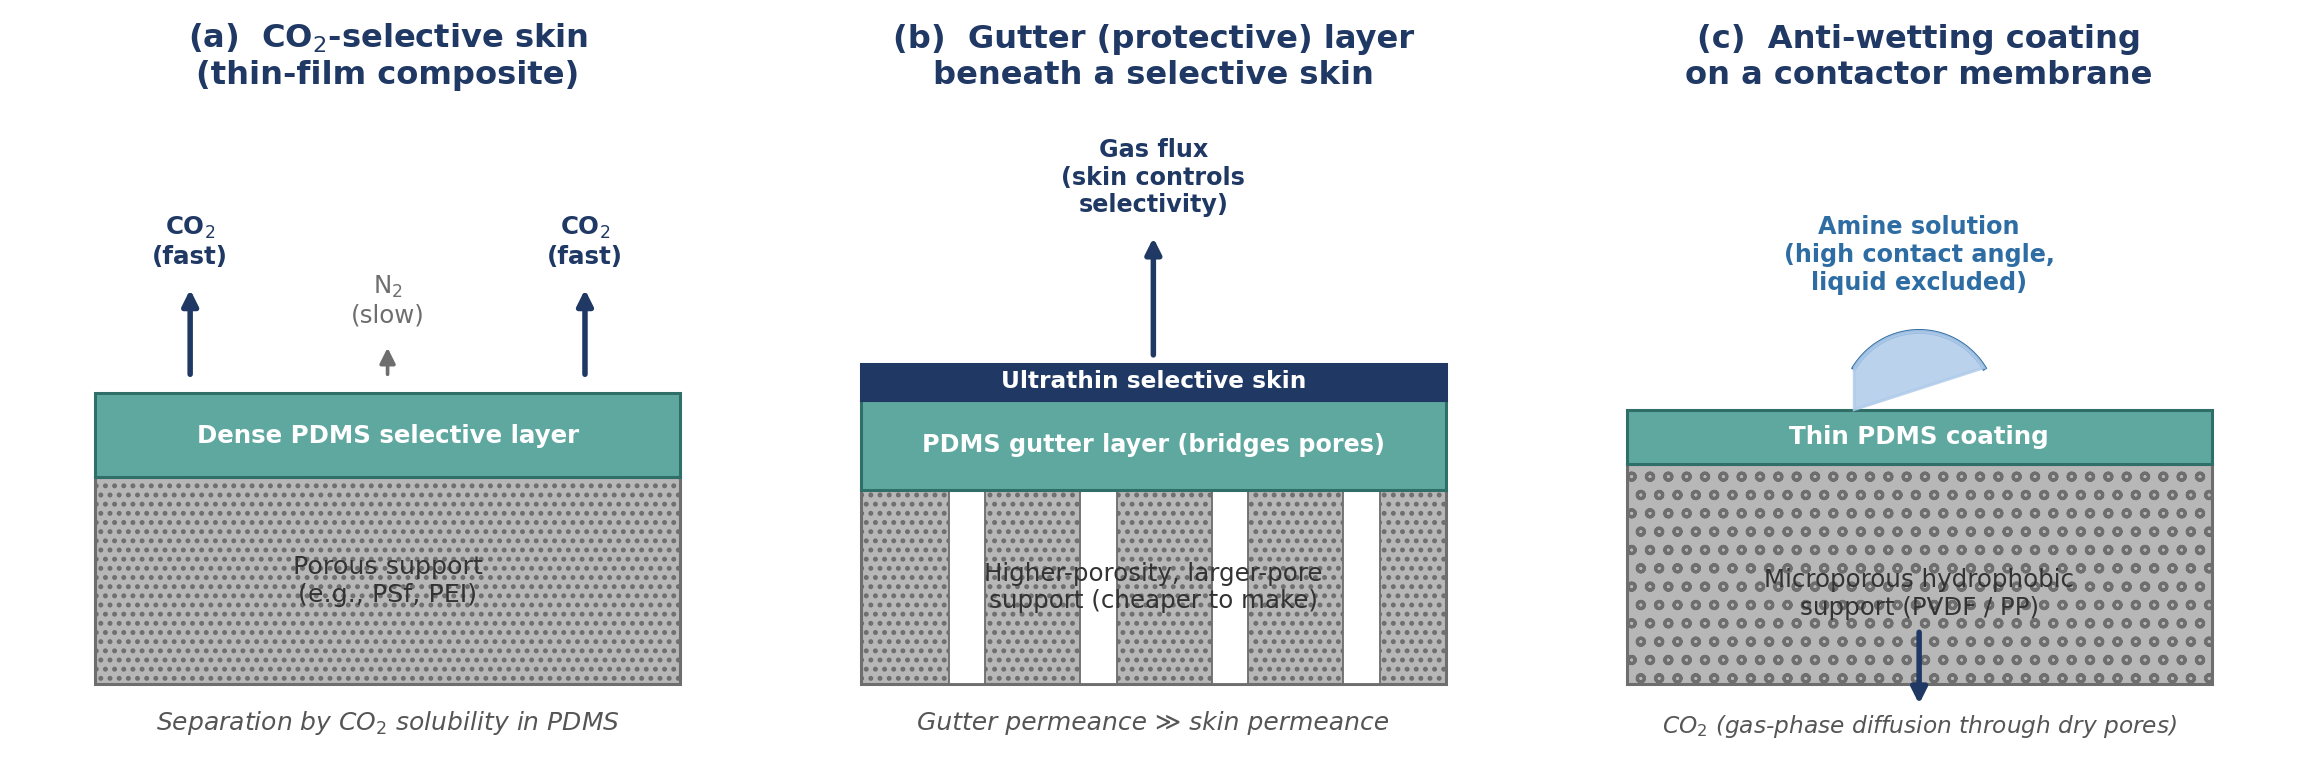 (a)  CO₂-selective skin
(thin-film composite)
CO₂
(fast)
N₂
(slow)
CO₂
(fast)
Dense PDMS selective layer
Porous support
(e.g., PSf, PEI)
Separation by CO₂ solubility in PDMS
(b)  Gutter (protective) layer
beneath a selective skin
Gas flux
(skin controls
selectivity)
Ultrathin selective skin
PDMS gutter layer (bridges pores)
Higher-porosity, larger-pore
support (cheaper to make)
Gutter permeance ≫ skin permeance
(c)  Anti-wetting coating
on a contactor membrane
Amine solution
(high contact angle,
liquid excluded)
Thin PDMS coating
Microporous hydrophobic
support (PVDF / PP)
CO₂ (gas-phase diffusion through dry pores)